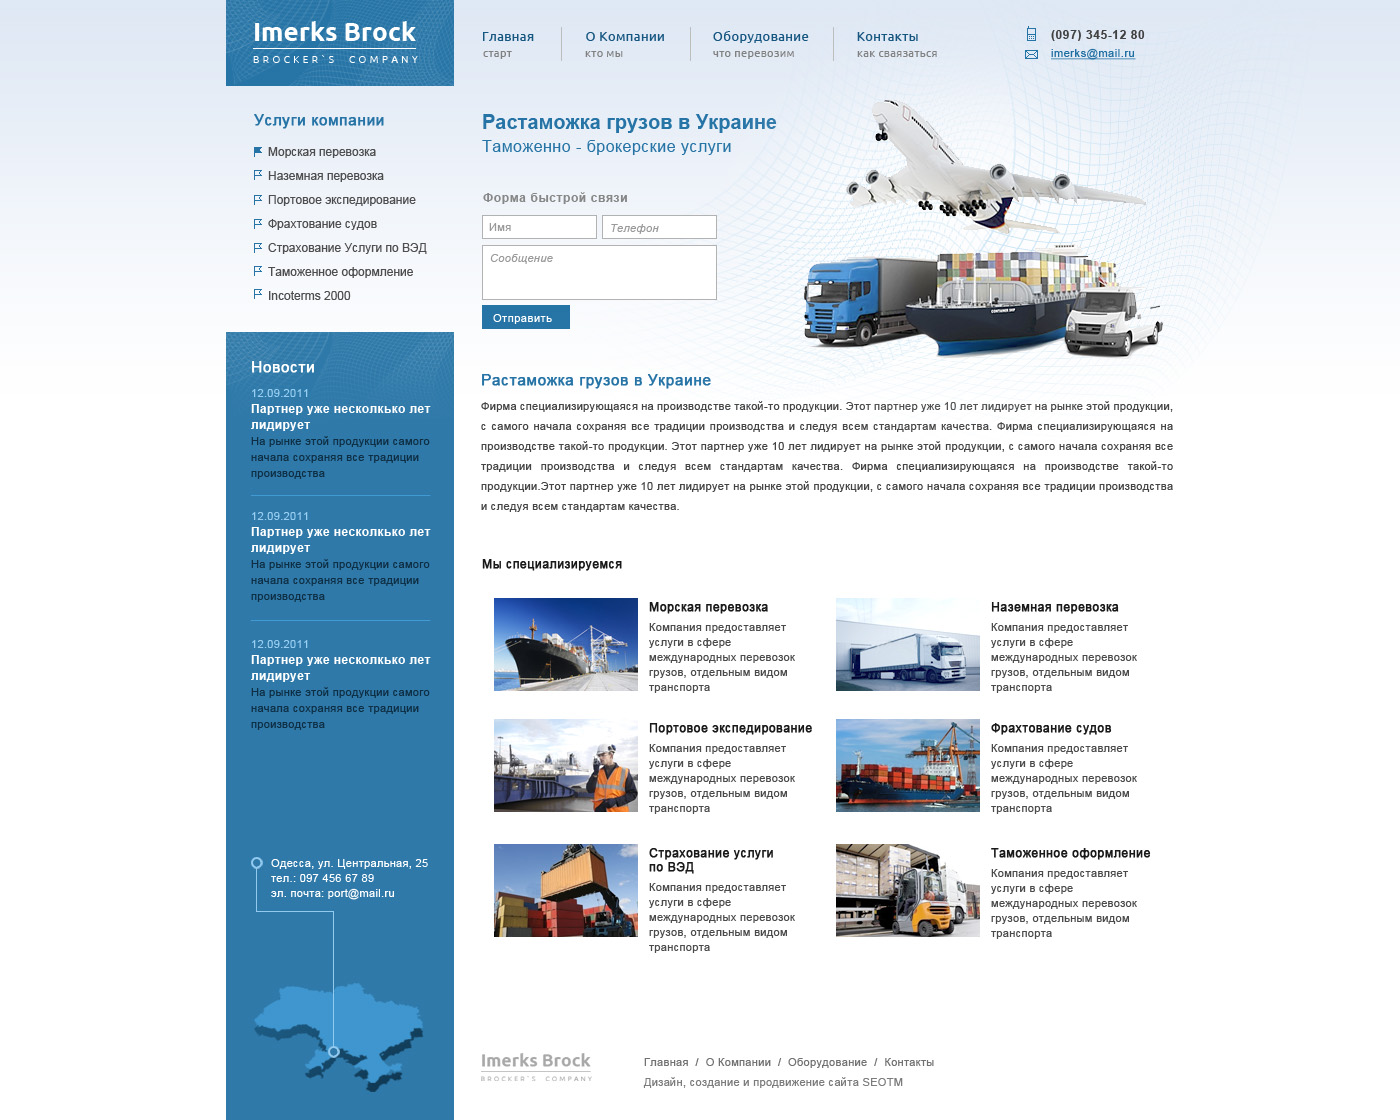 Imerks Brock
BROCKER`S COMPANY
Главная
старт
О Компании
кто мы
Оборудование
что перевозим
Контакты
как сваязаться
(097) 345-12 80
imerks@mail.ru
Услуги компании
Морская перевозка
Наземная перевозка
Портовое экспедирование
Фрахтование судов
Страхование Услуги по ВЭД
Таможенное оформление
Incoterms 2000
Растаможка грузов в Украине
Таможенно - брокерские услуги
Форма быстрой связи
Имя
Телефон
Сообщение
Отправить
CONTAINER SHIP
Новости
12.09.2011
Партнер уже несколкько лет
лидирует
На рынке этой продукции самого
начала сохраняя все традиции
производства
12.09.2011
Партнер уже несколкько лет
лидирует
На рынке этой продукции самого
начала сохраняя все традиции
производства
12.09.2011
Партнер уже несколкько лет
лидирует
На рынке этой продукции самого
начала сохраняя все традиции
производства
Одесса, ул. Центральная, 25
тел.: 097 456 67 89
эл. почта: port@mail.ru
Растаможка грузов в Украине
Фирма специализирующаяся на производстве такой-то продукции. Этот партнер уже 10 лет лидирует на рынке этой продукции,
с самого начала сохраняя все традиции производства и следуя всем стандартам качества. Фирма специализирующаяся на
производстве такой-то продукции. Этот партнер уже 10 лет лидирует на рынке этой продукции, с самого начала сохраняя все
традиции производства и следуя всем стандартам качества. Фирма специализирующаяся на производстве такой-то
продукции.Этот партнер уже 10 лет лидирует на рынке этой продукции, с самого начала сохраняя все традиции производства
и следуя всем стандартам качества.
Мы специализируемся
Морская перевозка
Компания предоставляет
услуги в сфере
международных перевозок
грузов, отдельным видом
транспорта
Наземная перевозка
Компания предоставляет
услуги в сфере
международных перевозок
грузов, отдельным видом
транспорта
Портовое экспедирование
Компания предоставляет
услуги в сфере
международных перевозок
грузов, отдельным видом
транспорта
Фрахтование судов
Компания предоставляет
услуги в сфере
международных перевозок
грузов, отдельным видом
транспорта
Страхование услуги
по ВЭД
Компания предоставляет
услуги в сфере
международных перевозок
грузов, отдельным видом
транспорта
Таможенное оформление
Компания предоставляет
услуги в сфере
международных перевозок
грузов, отдельным видом
транспорта
Imerks Brock
BROCKER`S COMPANY
Главная / О Компании / Оборудование / Контакты
Дизайн, создание и продвижение сайта SEOTM